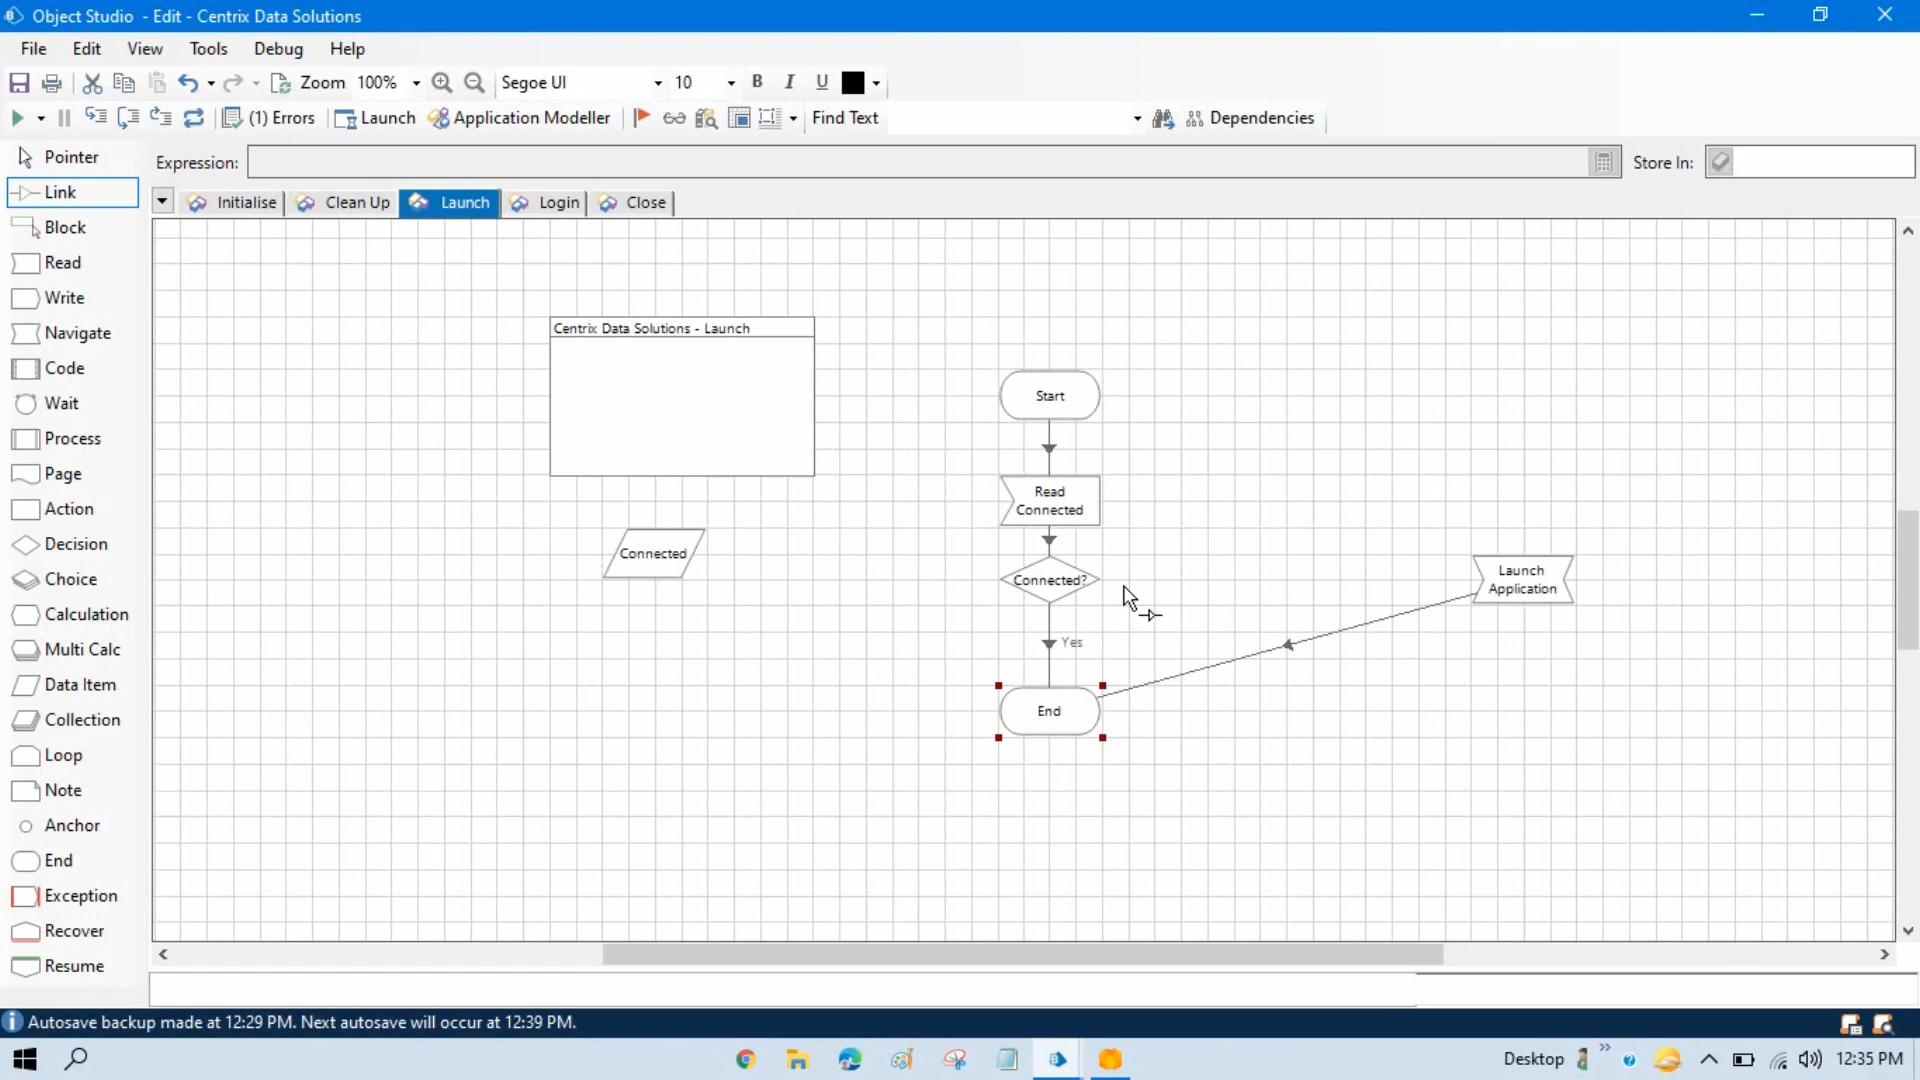 Object Studio - Edit - Centrix Data Solutions
File Edit View Tools Debug Help
Zoom 100% Segoe UI 10 B I U
(1) Errors Launch Application Modeller Find Text Dependencies
Pointer
Expression: Store In:
Link
Initialise Clean Up Launch Login Close
Block
Read
Write
Navigate
Code
Wait
Process
Page
Action
Decision
Choice
Calculation
Multi Calc
Data Item
Collection
Loop
Note
Anchor
End
Exception
Recover
Resume
Centrix Data Solutions - Launch
Start
Read
Connected
Connected
Connected?
Launch
Application
Yes
End
Autosave backup made at 12:29 PM. Next autosave will occur at 12:39 PM.
Desktop 12:35 PM